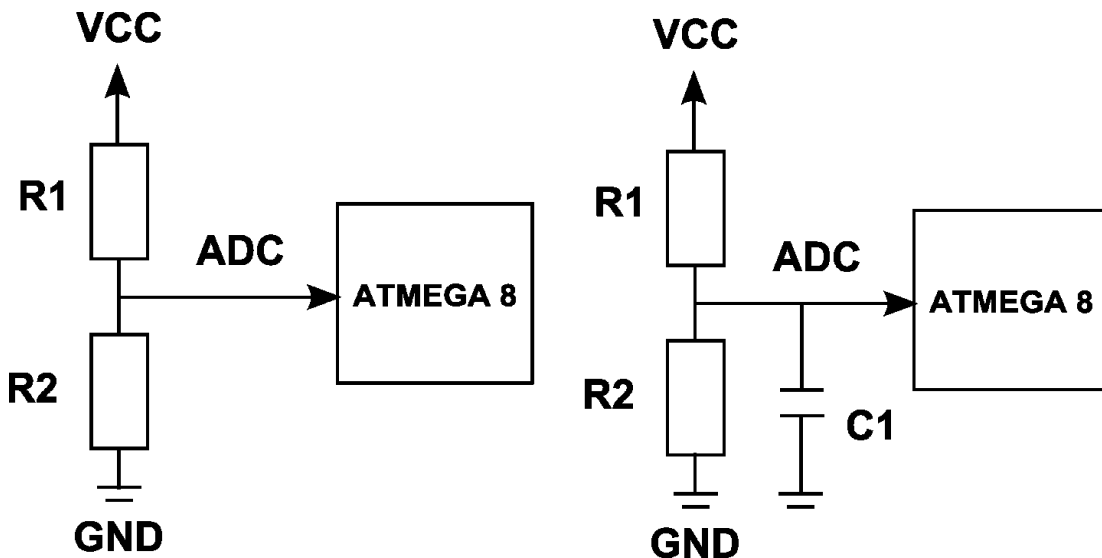 VCC
R1
ADC
ATMEGA 8
R2
GND
VCC
R1
ADC
ATMEGA 8
R2
C1
GND